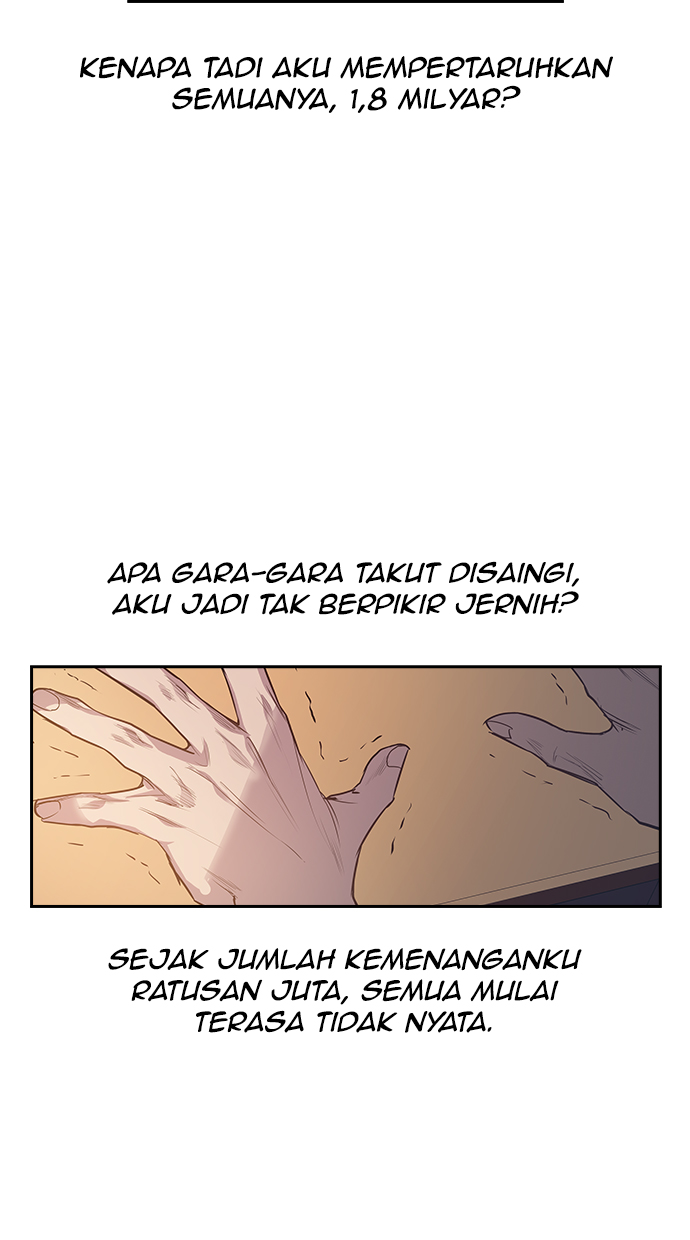 KENAPA TADI AKU MEMPERTARUHKAN
SEMUANYA, 1,8 MILYAR?
APA GARA-GARA TAKUT DISAINGI,
AKU JADI TAK BERPIKIR JERNIH?
SEJAK JUMLAH KEMENANGANKU
RATUSAN JUTA, SEMUA MULAI
TERASA TIDAK NYATA.